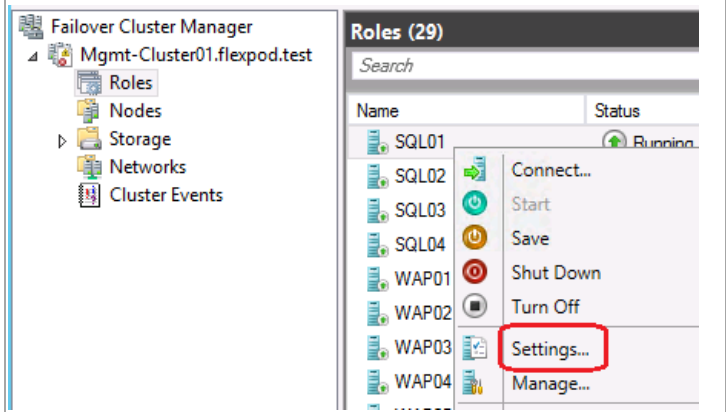 Failover Cluster Manager
Mgmt-Cluster01.flexpod.test
Roles
Nodes
Storage
Networks
Cluster Events
Roles (29)
Search
Name Status
SQL01 Running
SQL02
SQL03
SQL04
WAP01
WAP02
WAP03
WAP04
Connect...
Start
Save
Shut Down
Turn Off
Settings...
Manage...